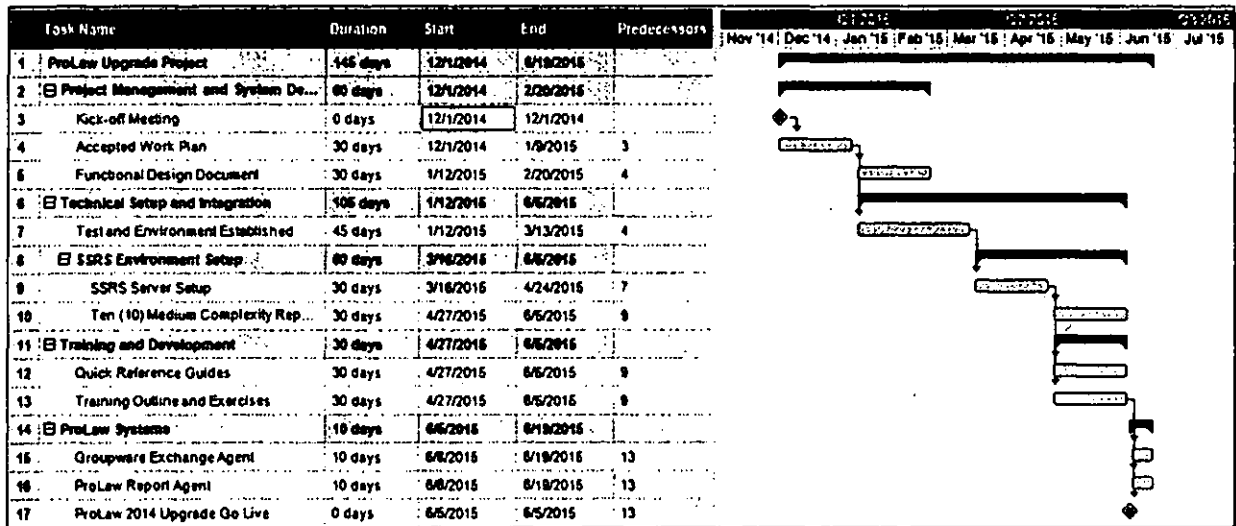 Task Name Duration Start End Predecessors
Nov '14 Dec '14 Jan '15 Feb '15 Mar '15 Apr '15 May '15 Jun '15 Jul '15
1 ProLaw Upgrade Project 145 days 12/1/2014 6/19/2015
2 Project Management and System De... 60 days 12/1/2014 2/20/2015
3 Kick-off Meeting 0 days 12/1/2014 12/1/2014
4 Accepted Work Plan 30 days 12/1/2014 1/9/2015 3
5 Functional Design Document 30 days 1/12/2015 2/20/2015 4
6 Technical Setup and Integration 105 days 1/12/2015 6/5/2015
7 Test and Environment Established 45 days 1/12/2015 3/13/2015 4
8 SSRS Environment Setup 60 days 3/16/2015 6/5/2015
9 SSRS Server Setup 30 days 3/16/2015 4/24/2015 7
10 Ten (10) Medium Complexity Rep... 30 days 4/27/2015 6/5/2015 9
11 Training and Development 30 days 4/27/2015 6/5/2015
12 Quick Reference Guides 30 days 4/27/2015 6/5/2015 9
13 Training Outline and Exercises 30 days 4/27/2015 6/5/2015 9
14 ProLaw Systems 10 days 6/5/2015 6/19/2015
15 Groupware Exchange Agent 10 days 6/8/2015 6/19/2015 13
16 ProLaw Report Agent 10 days 6/8/2015 6/19/2015 13
17 ProLaw 2014 Upgrade Go Live 0 days 6/5/2015 6/5/2015 13